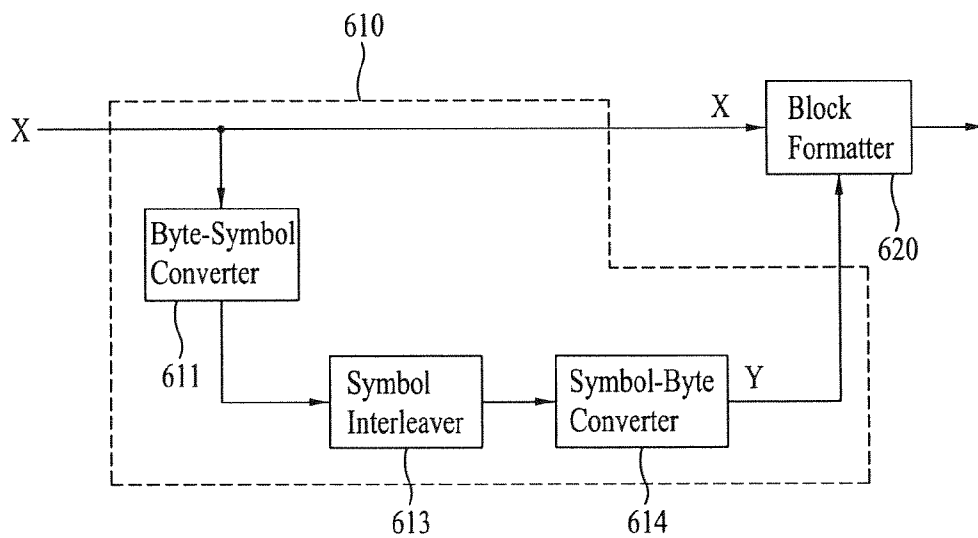 610
X
X
Block
Formatter
620
Byte-Symbol
Converter
611
Symbol
Interleaver
613
Symbol-Byte
Converter
614
Y